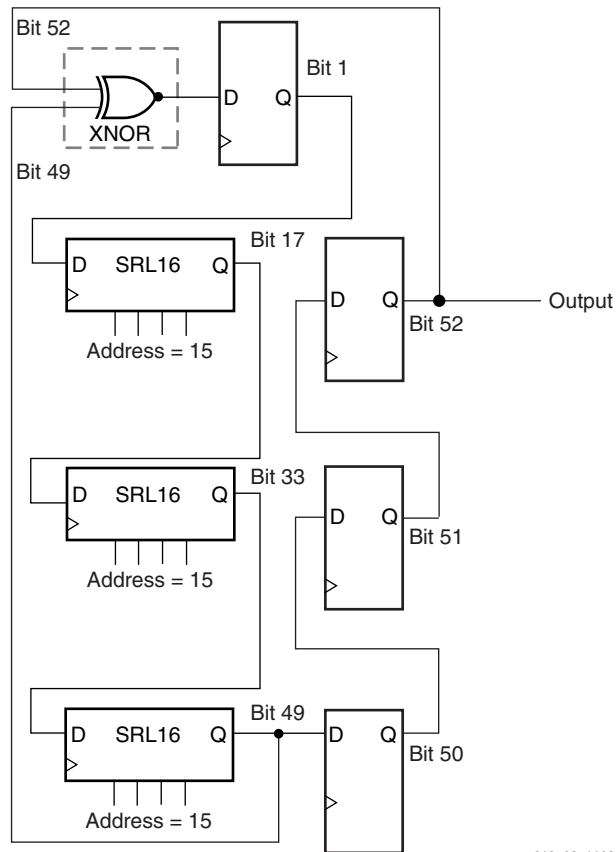 Bit 52
D Q
Bit 1
XNOR
Bit 49
D SRL16 Q
Bit 17
Address = 15
D Q
Bit 52
Output
D SRL16 Q
Bit 33
Address = 15
D Q
Bit 51
D SRL16 Q
Bit 49
Address = 15
D Q
Bit 50